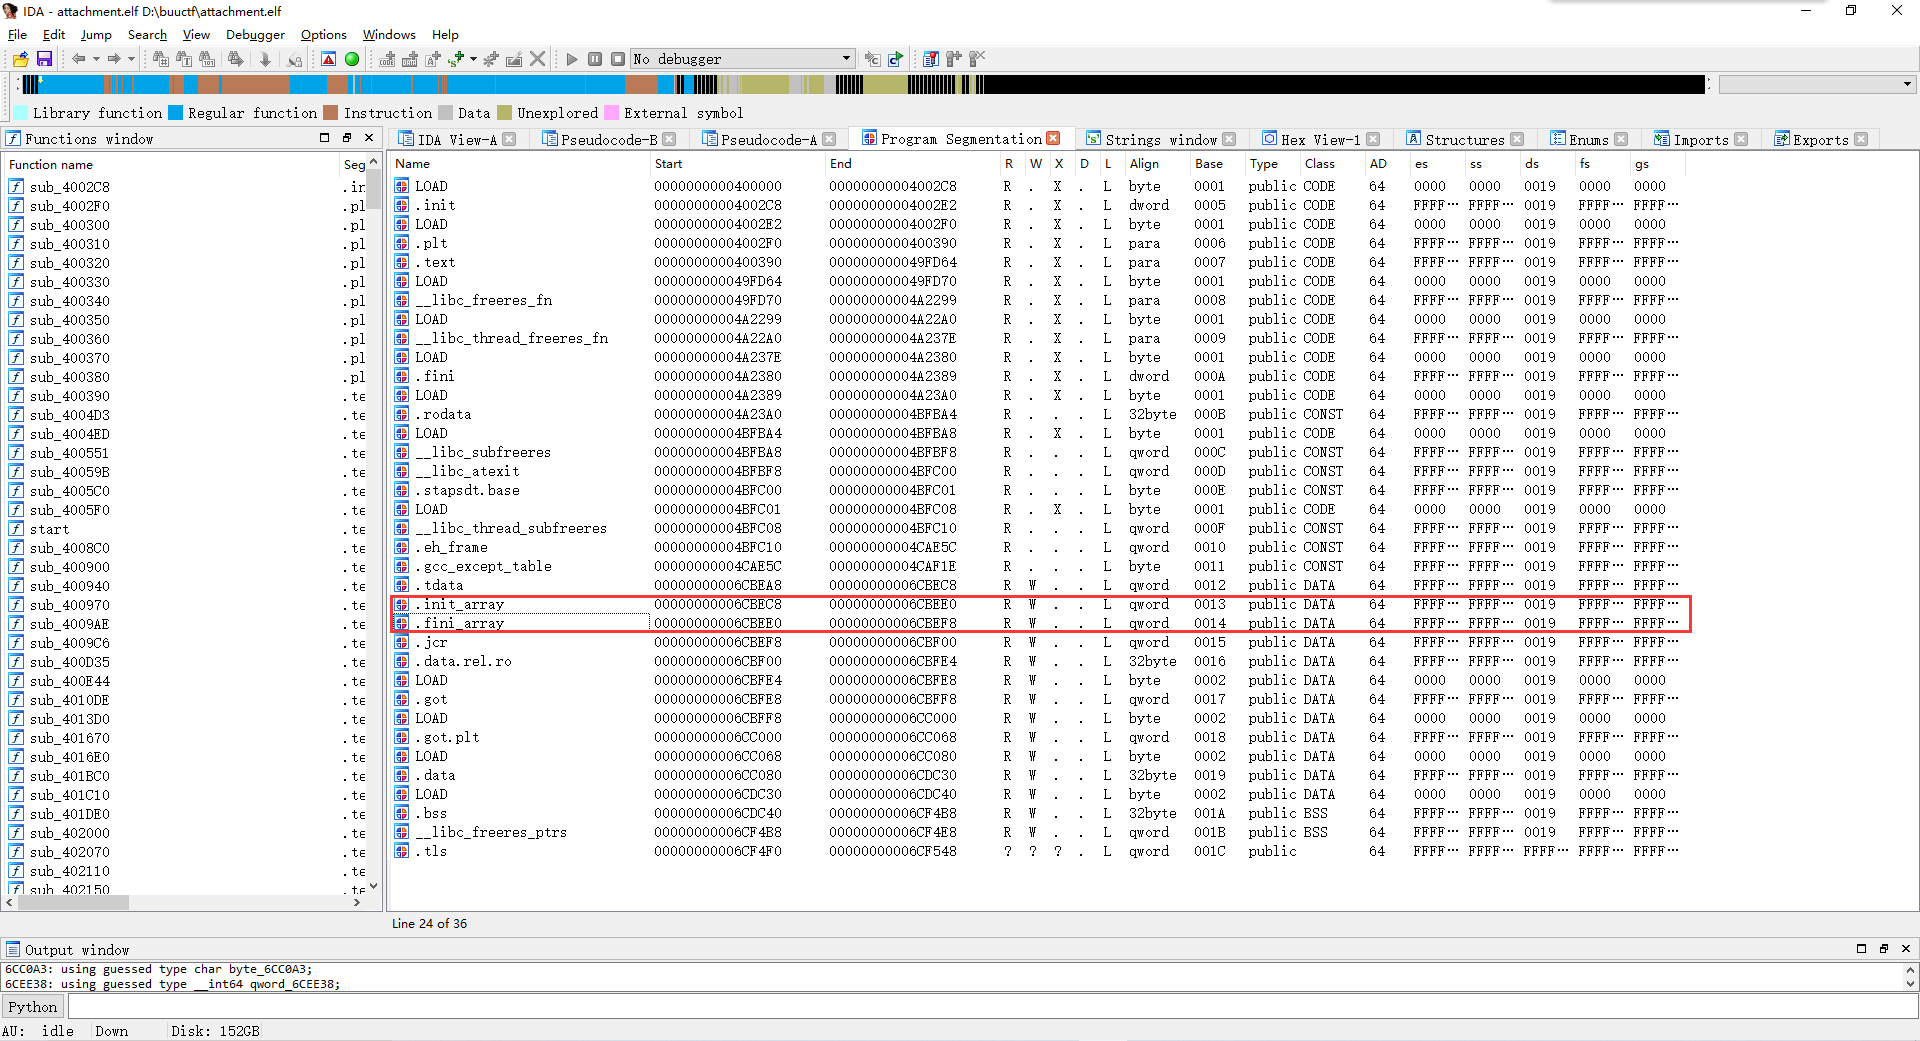 IDA - attachment.elf D:\buuctf\attachment.elf
File Edit Jump Search View Debugger Options Windows Help
No debugger
Library function Regular function Instruction Data Unexplored External symbol
Functions window
IDA View-A Pseudocode-B Pseudocode-A Program Segmentation Strings window Hex View-1 Structures Enums Imports Exports
Function name Seg
sub_4002C8 .in
sub_4002F0 .pl
sub_400300 .pl
sub_400310 .pl
sub_400320 .pl
sub_400330 .pl
sub_400340 .pl
sub_400350 .pl
sub_400360 .pl
sub_400370 .pl
sub_400380 .pl
sub_400390 .te
sub_4004D3 .te
sub_4004ED .te
sub_400551 .te
sub_40059B .te
sub_4005C0 .te
sub_4005F0 .te
start .te
sub_4008C0 .te
sub_400900 .te
sub_400940 .te
sub_400970 .te
sub_4009AE .te
sub_4009C6 .te
sub_400D35 .te
sub_400E44 .te
sub_4010DE .te
sub_4013D0 .te
sub_401670 .te
sub_4016E0 .te
sub_401BC0 .te
sub_401C10 .te
sub_401DE0 .te
sub_402000 .te
sub_402070 .te
sub_402110 .te
sub_402150 .te
Name Start End R W X D L Align Base Type Class AD es ss ds fs gs
LOAD 0000000000400000 00000000004002C8 R . X . L byte 0001 public CODE 64 0000 0000 0019 0000 0000
.init 00000000004002C8 00000000004002E2 R . X . L dword 0005 public CODE 64 FFFF… FFFF… 0019 FFFF… FFFF…
LOAD 00000000004002E2 00000000004002F0 R . X . L byte 0001 public CODE 64 0000 0000 0019 0000 0000
.plt 00000000004002F0 0000000000400390 R . X . L para 0006 public CODE 64 FFFF… FFFF… 0019 FFFF… FFFF…
.text 0000000000400390 000000000049FD64 R . X . L para 0007 public CODE 64 FFFF… FFFF… 0019 FFFF… FFFF…
LOAD 000000000049FD64 000000000049FD70 R . X . L byte 0001 public CODE 64 0000 0000 0019 0000 0000
__libc_freeres_fn 000000000049FD70 00000000004A2299 R . X . L para 0008 public CODE 64 FFFF… FFFF… 0019 FFFF… FFFF…
LOAD 00000000004A2299 00000000004A22A0 R . X . L byte 0001 public CODE 64 0000 0000 0019 0000 0000
__libc_thread_freeres_fn 00000000004A22A0 00000000004A237E R . X . L para 0009 public CODE 64 FFFF… FFFF… 0019 FFFF… FFFF…
LOAD 00000000004A237E 00000000004A2380 R . X . L byte 0001 public CODE 64 0000 0000 0019 0000 0000
.fini 00000000004A2380 00000000004A2389 R . X . L dword 000A public CODE 64 FFFF… FFFF… 0019 FFFF… FFFF…
LOAD 00000000004A2389 00000000004A23A0 R . X . L byte 0001 public CODE 64 0000 0000 0019 0000 0000
.rodata 00000000004A23A0 00000000004BFBA4 R . . . L 32byte 000B public CONST 64 FFFF… FFFF… 0019 FFFF… FFFF…
LOAD 00000000004BFBA4 00000000004BFBA8 R . X . L byte 0001 public CODE 64 0000 0000 0019 0000 0000
__libc_subfreeres 00000000004BFBA8 00000000004BFBF8 R . . . L qword 000C public CONST 64 FFFF… FFFF… 0019 FFFF… FFFF…
__libc_atexit 00000000004BFBF8 00000000004BFC00 R . . . L qword 000D public CONST 64 FFFF… FFFF… 0019 FFFF… FFFF…
.stapsdt.base 00000000004BFC00 00000000004BFC01 R . . . L byte 000E public CONST 64 FFFF… FFFF… 0019 FFFF… FFFF…
LOAD 00000000004BFC01 00000000004BFC08 R . X . L byte 0001 public CODE 64 0000 0000 0019 0000 0000
__libc_thread_subfreeres 00000000004BFC08 00000000004BFC10 R . . . L qword 000F public CONST 64 FFFF… FFFF… 0019 FFFF… FFFF…
.eh_frame 00000000004BFC10 00000000004CAE5C R . . . L qword 0010 public CONST 64 FFFF… FFFF… 0019 FFFF… FFFF…
.gcc_except_table 00000000004CAE5C 00000000004CAF1E R . . . L byte 0011 public CONST 64 FFFF… FFFF… 0019 FFFF… FFFF…
.tdata 00000000006CBEA8 00000000006CBEC8 R W . . L qword 0012 public DATA 64 FFFF… FFFF… 0019 FFFF… FFFF…
.init_array 00000000006CBEC8 00000000006CBEE0 R W . . L qword 0013 public DATA 64 FFFF… FFFF… 0019 FFFF… FFFF…
.fini_array 00000000006CBEE0 00000000006CBEF8 R W . . L qword 0014 public DATA 64 FFFF… FFFF… 0019 FFFF… FFFF…
.jcr 00000000006CBEF8 00000000006CBF00 R W . . L qword 0015 public DATA 64 FFFF… FFFF… 0019 FFFF… FFFF…
.data.rel.ro 00000000006CBF00 00000000006CBFE4 R W . . L 32byte 0016 public DATA 64 FFFF… FFFF… 0019 FFFF… FFFF…
LOAD 00000000006CBFE4 00000000006CBFE8 R W . . L byte 0002 public DATA 64 0000 0000 0019 0000 0000
.got 00000000006CBFE8 00000000006CBFF8 R W . . L qword 0017 public DATA 64 FFFF… FFFF… 0019 FFFF… FFFF…
LOAD 00000000006CBFF8 00000000006CC000 R W . . L byte 0002 public DATA 64 0000 0000 0019 0000 0000
.got.plt 00000000006CC000 00000000006CC068 R W . . L qword 0018 public DATA 64 FFFF… FFFF… 0019 FFFF… FFFF…
LOAD 00000000006CC068 00000000006CC080 R W . . L byte 0002 public DATA 64 0000 0000 0019 0000 0000
.data 00000000006CC080 00000000006CDC30 R W . . L 32byte 0019 public DATA 64 FFFF… FFFF… 0019 FFFF… FFFF…
LOAD 00000000006CDC30 00000000006CDC40 R W . . L byte 0002 public DATA 64 0000 0000 0019 0000 0000
.bss 00000000006CDC40 00000000006CF4B8 R W . . L 32byte 001A public BSS 64 FFFF… FFFF… 0019 FFFF… FFFF…
__libc_freeres_ptrs 00000000006CF4B8 00000000006CF4E8 R W . . L qword 001B public BSS 64 FFFF… FFFF… 0019 FFFF… FFFF…
.tls 00000000006CF4F0 00000000006CF548 ? ? ? . L qword 001C public 64 FFFF… FFFF… FFFF… FFFF… FFFF…
Line 24 of 36
Output window
6CC0A3: using guessed type char byte_6CC0A3;
6CEE38: using guessed type __int64 qword_6CEE38;
Python
AU: idle Down Disk: 152GB